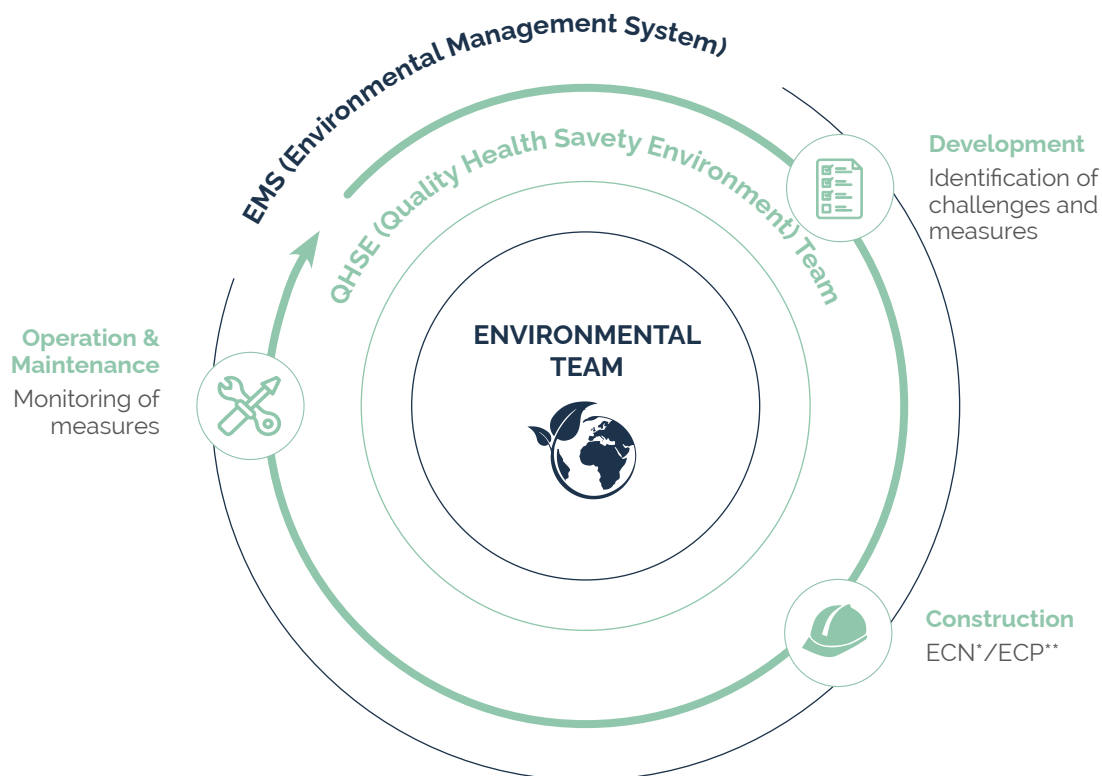 EMS (Environmental Management System)
QHSE (Quality Health Savety Environment) Team
ENVIRONMENTAL
TEAM
Development
Identification of
challenges and
measures
Operation &
Maintenance
Monitoring of
measures
Construction
ECN*/ECP**